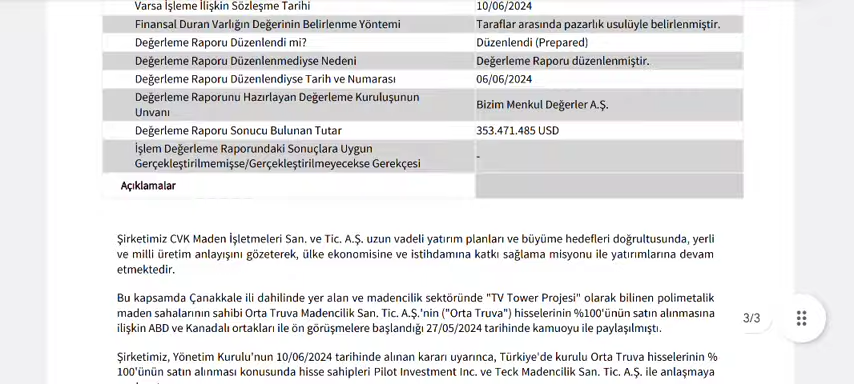 Varsa İşleme İlişkin Sözleşme Tarihi 10/06/2024
Finansal Duran Varlığın Değerinin Belirlenme Yöntemi Taraflar arasında pazarlık usulüyle belirlenmiştir.
Değerleme Raporu Düzenlendi mi? Düzenlendi (Prepared)
Değerleme Raporu Düzenlenmediyse Nedeni Değerleme Raporu düzenlenmiştir.
Değerleme Raporu Düzenlendiyse Tarih ve Numarası 06/06/2024
Değerleme Raporunu Hazırlayan Değerleme Kuruluşunun
Unvanı
Bizim Menkul Değerler A.Ş.
Değerleme Raporu Sonucu Bulunan Tutar 353.471.485 USD
İşlem Değerleme Raporundaki Sonuçlara Uygun
Gerçekleştirilmemişse/Gerçekleştirilmeyecekse Gerekçesi
-
Açıklamalar
Şirketimiz CVK Maden İşletmeleri San. ve Tic. A.Ş. uzun vadeli yatırım planları ve büyüme hedefleri doğrultusunda, yerli
ve milli üretim anlayışını gözeterek, ülke ekonomisine ve istihdamına katkı sağlama misyonu ile yatırımlarına devam
etmektedir.
Bu kapsamda Çanakkale ili dahilinde yer alan ve madencilik sektöründe "TV Tower Projesi" olarak bilinen polimetalik
maden sahalarının sahibi Orta Truva Madencilik San. Tic. A.Ş.'nin ("Orta Truva") hisselerinin %100'ünün satın alınmasına
ilişkin ABD ve Kanadalı ortakları ile ön görüşmelere başlandığı 27/05/2024 tarihinde kamuoyu ile paylaşılmıştı.
3/3
Şirketimiz, Yönetim Kurulu'nun 10/06/2024 tarihinde alınan kararı uyarınca, Türkiye'de kurulu Orta Truva hisselerinin %
100'ünün satın alınması konusunda hisse sahipleri Pilot Investment Inc. ve Teck Madencilik San. Tic. A.Ş. ile anlaşmaya